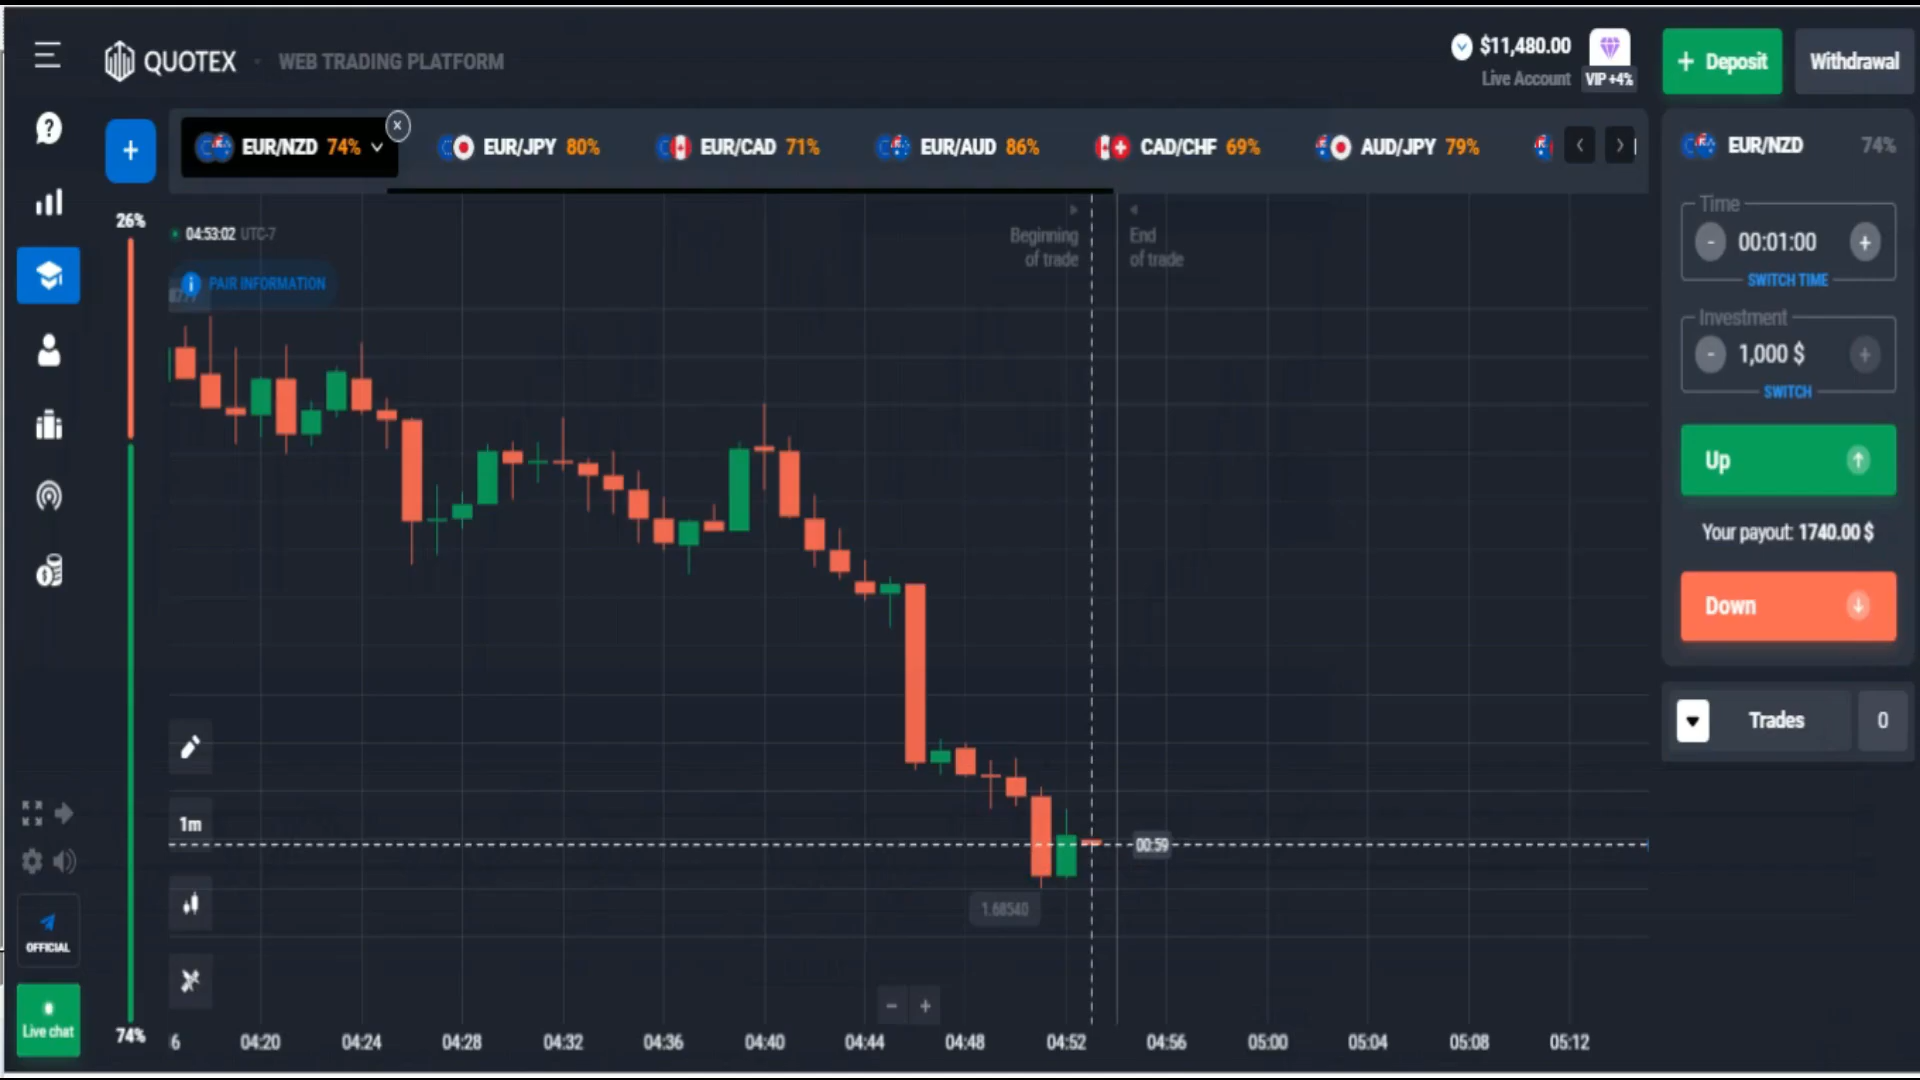 QUOTEX
WEB TRADING PLATFORM
$11,480.00
Live Account
VIP +4%
+ Deposit
Withdrawal
+
EUR/NZD 74%
EUR/JPY 80%
EUR/CAD 71%
EUR/AUD 86%
CAD/CHF 69%
AUD/JPY 79%
EUR/NZD 74%
26%
04:53:02 UTC-7
PAIR INFORMATION
Beginning
of trade
End
of trade
Time
- 00:01:00 +
SWITCH TIME
Investment
- 1,000 $ +
SWITCH
Up
Your payout: 1740.00 $
Down
Trades 0
1m
00:59
1.68540
OFFICIAL
Live chat
74%
- +
6 04:20 04:24 04:28 04:32 04:36 04:40 04:44 04:48 04:52 04:56 05:00 05:04 05:08 05:12